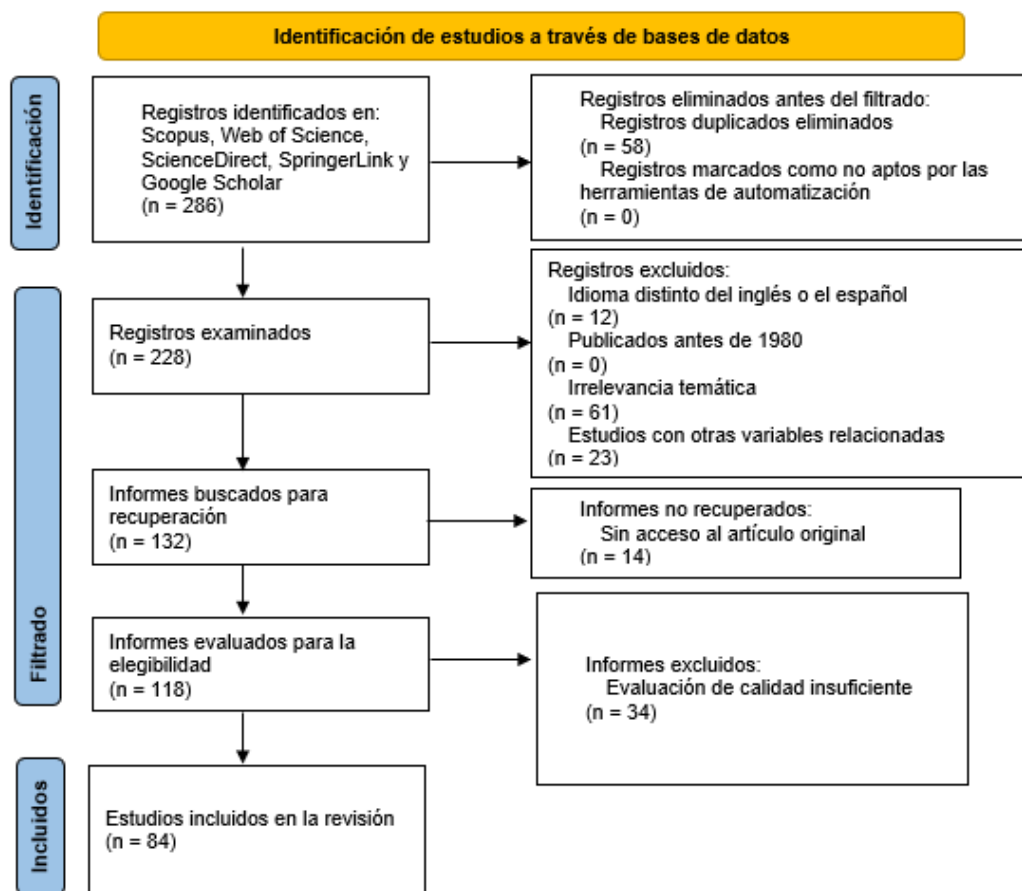 Identificación de estudios a través de bases de datos
Identificación
Registros identificados en:
Scopus, Web of Science,
ScienceDirect, SpringerLink y
Google Scholar
(n = 286)
Registros eliminados antes del filtrado:
Registros duplicados eliminados
(n = 58)
Registros marcados como no aptos por las
herramientas de automatización
(n = 0)
Filtrado
Registros examinados
(n = 228)
Registros excluidos:
Idioma distinto del inglés o el español
(n = 12)
Publicados antes de 1980
(n = 0)
Irrelevancia temática
(n = 61)
Estudios con otras variables relacionadas
(n = 23)
Informes buscados para
recuperación
(n = 132)
Informes no recuperados:
Sin acceso al artículo original
(n = 14)
Informes evaluados para la
elegibilidad
(n = 118)
Informes excluidos:
Evaluación de calidad insuficiente
(n = 34)
Incluidos
Estudios incluidos en la revisión
(n = 84)